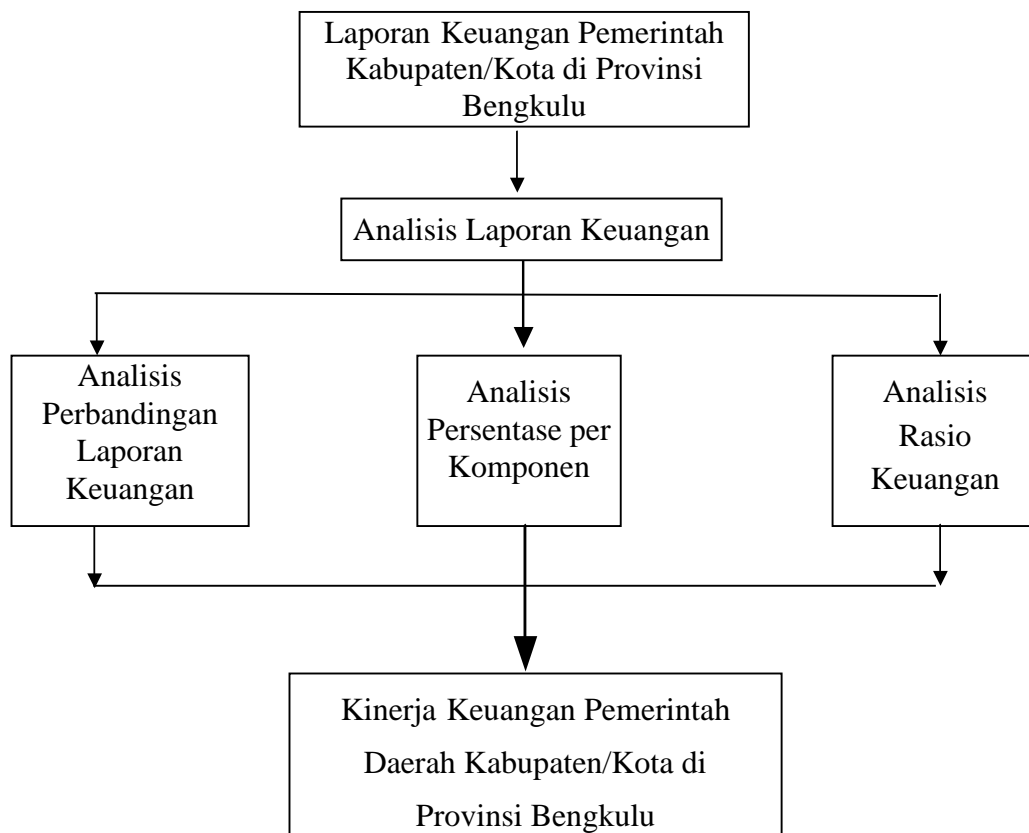 Laporan Keuangan Pemerintah
Kabupaten/Kota di Provinsi
Bengkulu
Analisis Laporan Keuangan
Analisis
Perbandingan
Laporan
Keuangan
Analisis
Persentase per
Komponen
Analisis
Rasio
Keuangan
Kinerja Keuangan Pemerintah
Daerah Kabupaten/Kota di
Provinsi Bengkulu